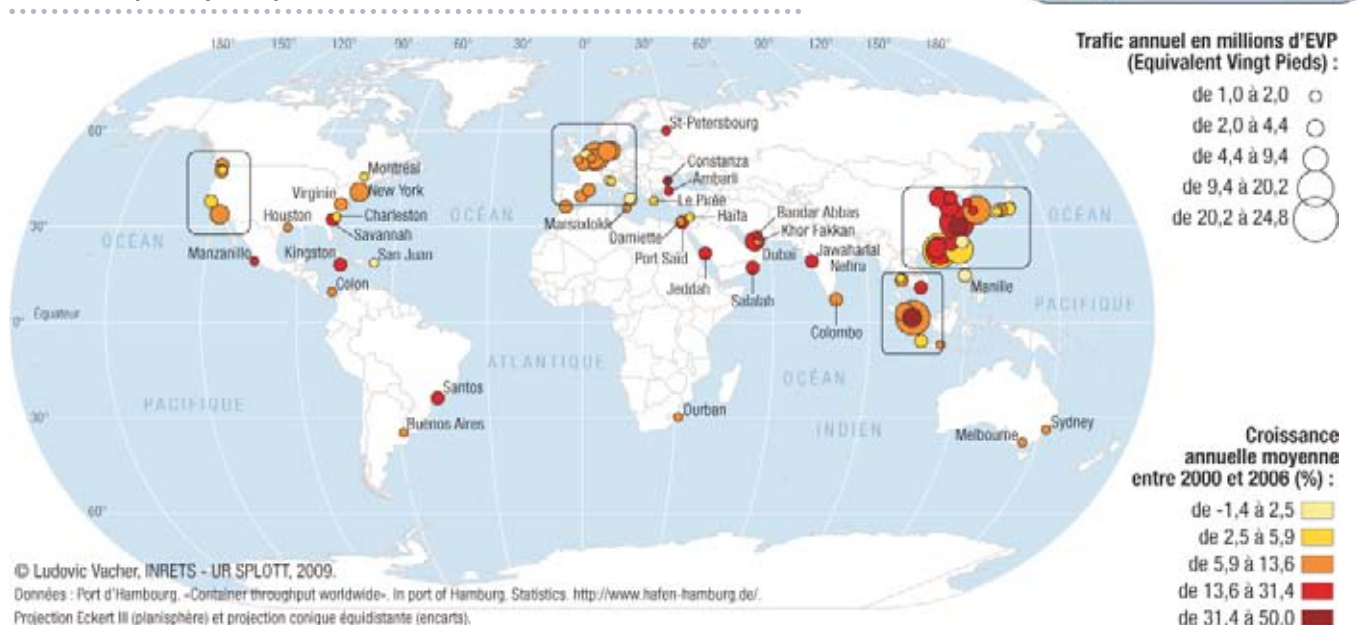 180° 150° 120° 90° 60° 30° 0° 30° 60° 90° 120° 150° 180°
Trafic annuel en millions d'EVP
(Equivalent Vingt Pieds) :
de 1,0 à 2,0
de 2,0 à 4,4
de 4,4 à 9,4
de 9,4 à 20,2
de 20,2 à 24,8
60°
St-Petersbourg
Constanza
Ambarli
Montréal
Virginie
New York
Le Pirée
OCÉAN
Houston
Charleston
Savannah
OCÉAN
Marsaxlokk
Haifa
Damiette
Bandar Abbas
Khor Fakkan
OCÉAN
30°
Manzanillo
Kingston
San Juan
Port Saïd
Dubai
Jawaharlal
Nehru
Manille
Colon
Jeddah
Salalah
PACIFIQUE
0°
Équateur
Colombo
ATLANTIQUE
OCÉAN
Santos
PACIFIQUE
30°
Buenos Aires
Durban
INDIEN
Melbourne
Sydney
Croissance
annuelle moyenne
entre 2000 et 2006 (%) :
60°
de -1,4 à 2,5
de 2,5 à 5,9
de 5,9 à 13,6
de 13,6 à 31,4
de 31,4 à 50,0
© Ludovic Vacher, INRETS - UR SPLOTT, 2009.
Données : Port d'Hambourg. «Container throughput worldwide». In port of Hamburg. Statistics. http://www.hafen-hamburg.de/.
Projection Eckert III (planisphère) et projection conique équidistante (encarts).